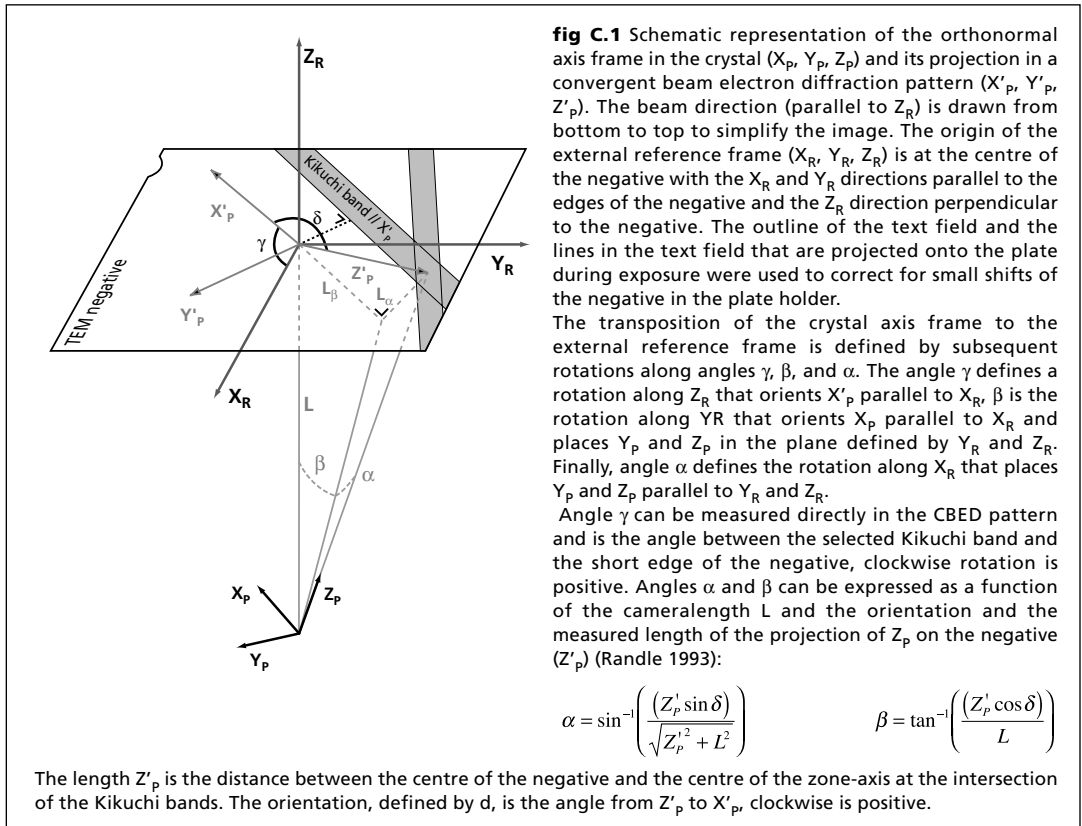 fig C.1 Schematic representation of the orthonormal
axis frame in the crystal (X_P, Y_P, Z_P) and its projection in a
convergent beam electron diffraction pattern (X'_P, Y'_P,
Z'_P). The beam direction (parallel to Z_R) is drawn from
bottom to top to simplify the image. The origin of the
external reference frame (X_R, Y_R, Z_R) is at the centre of
the negative with the X_R and Y_R directions parallel to the
edges of the negative and the Z_R direction perpendicular
to the negative. The outline of the text field and the
lines in the text field that are projected onto the plate
during exposure were used to correct for small shifts of
the negative in the plate holder.
The transposition of the crystal axis frame to the
external reference frame is defined by subsequent
rotations along angles γ, β, and α. The angle γ defines a
rotation along Z_R that orients X'_P parallel to X_R, β is the
rotation along YR that orients X_P parallel to X_R and
places Y_P and Z_P in the plane defined by Y_R and Z_R.
Finally, angle α defines the rotation along X_R that places
Y_P and Z_P parallel to Y_R and Z_R.
Angle γ can be measured directly in the CBED pattern
and is the angle between the selected Kikuchi band and
the short edge of the negative, clockwise rotation is
positive. Angles α and β can be expressed as a function
of the cameralength L and the orientation and the
measured length of the projection of Z_P on the negative
(Z'_P) (Randle 1993):
α = sin⁻¹((Z'_P sin δ) / √(Z'_P² + L²))
β = tan⁻¹((Z'_P cos δ) / L)
The length Z'_P is the distance between the centre of the negative and the centre of the zone-axis at the intersection
of the Kikuchi bands. The orientation, defined by d, is the angle from Z'_P to X'_P, clockwise is positive.
Z_R
Kikuchi band // X'_P
X'_P
δ
γ
Y_R
Z'_P
L_β
L_α
Y'_P
TEM negative
X_R
L
β
α
X_P
Z_P
Y_P